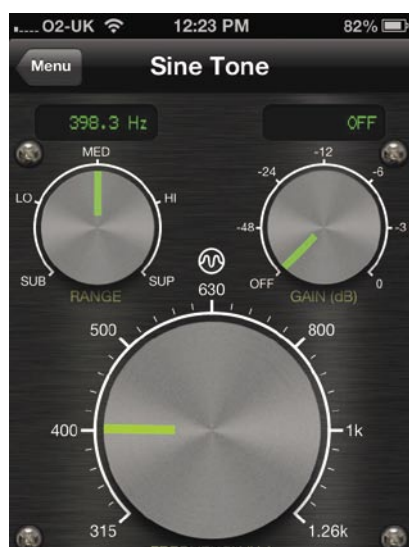 O2-UK 12:23 PM 82%
Menu Sine Tone
398.3 Hz OFF
MED -12
-24 -6
LO HI
-48 -3
SUB SUP OFF 0
RANGE GAIN (dB)
630
500 800
400 1k
315 1.26k